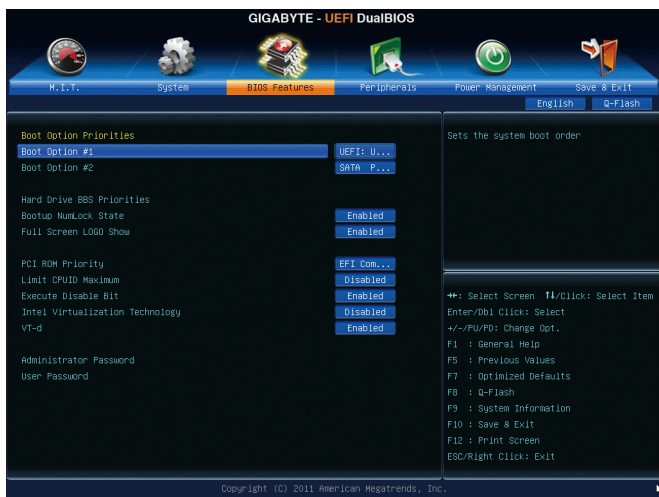 GIGABYTE - UEFI DualBIOS
M.I.T. System BIOS Features Peripherals Power Management Save & Exit
English Q-Flash
Boot Option Priorities
Boot Option #1 UEFI: U...
Boot Option #2 SATA P...
Hard Drive BBS Priorities
Bootup NumLock State Enabled
Full Screen LOGO Show Enabled
PCI ROM Priority EFI Com...
Limit CPUID Maximum Disabled
Execute Disable Bit Enabled
Intel Virtualization Technology Disabled
VT-d Enabled
Administrator Password
User Password
Sets the system boot order
→←: Select Screen ↑↓/Click: Select Item
Enter/Dbl Click: Select
+/-/PU/PD: Change Opt.
F1 : General Help
F5 : Previous Values
F7 : Optimized Defaults
F8 : Q-Flash
F9 : System Information
F10 : Save & Exit
F12 : Print Screen
ESC/Right Click: Exit
Copyright (C) 2011 American Megatrends, Inc.